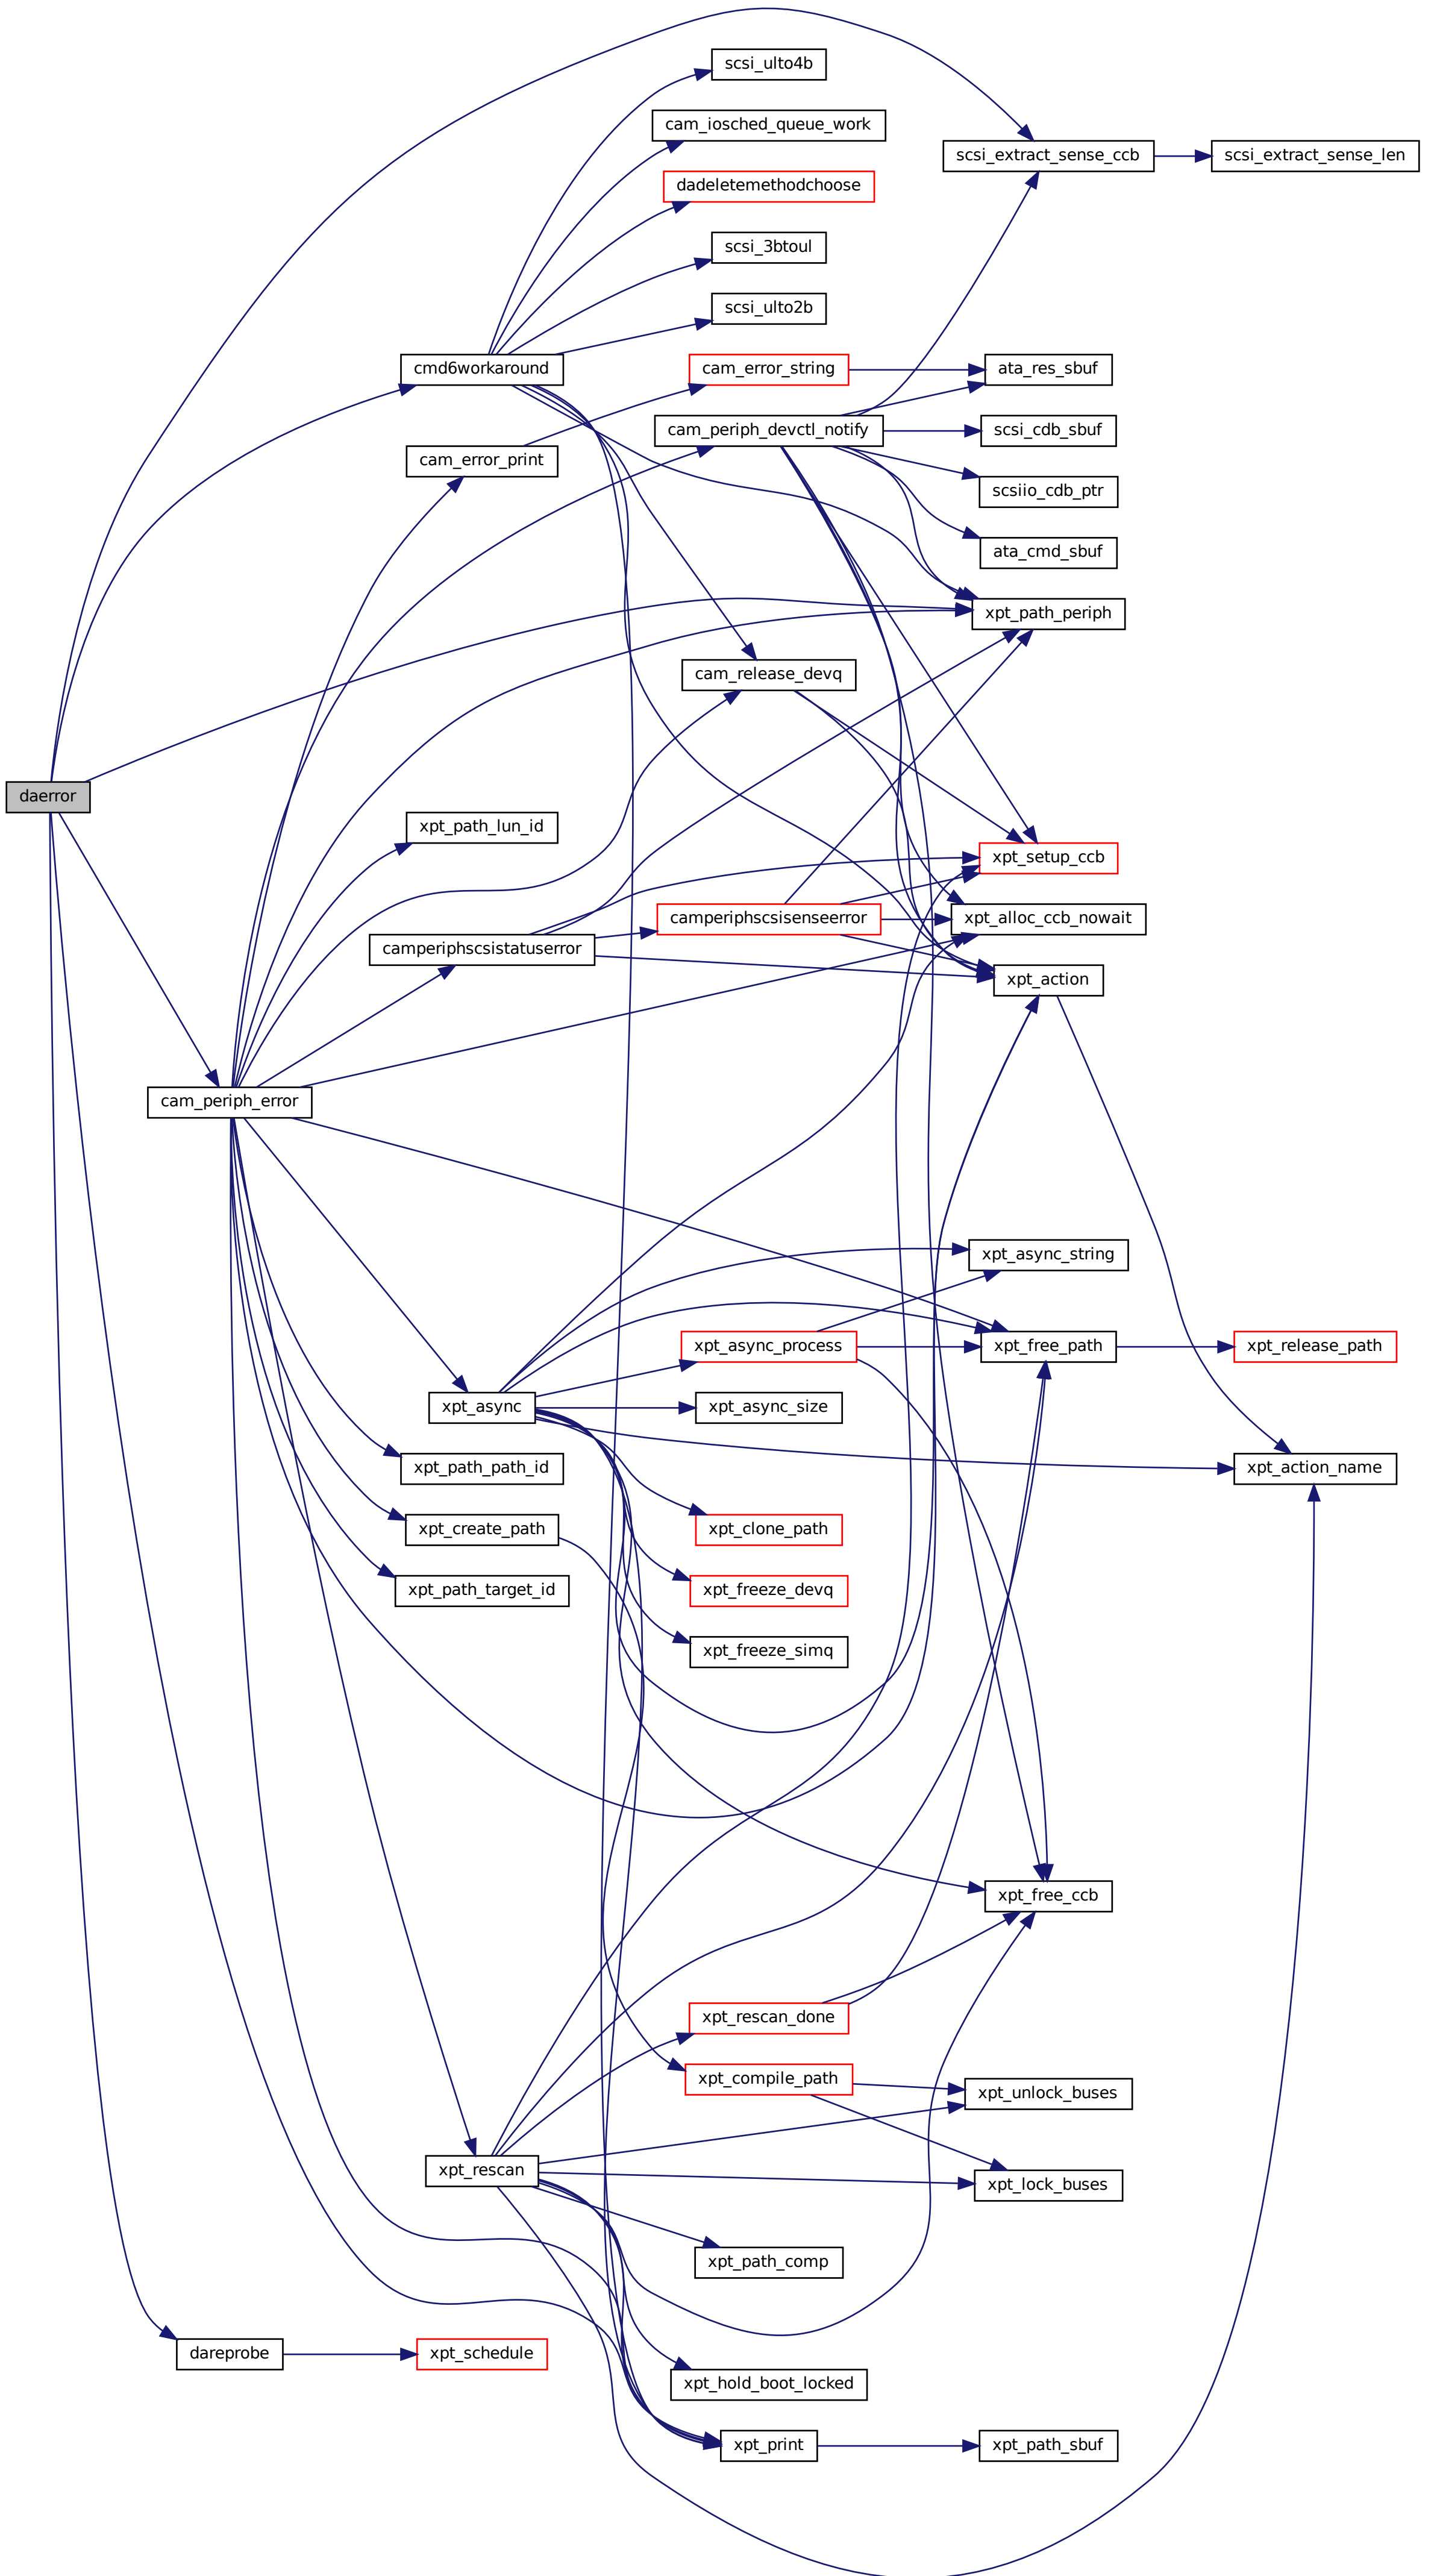 scsi_ulto4b
cam_iosched_queue_work
scsi_extract_sense_ccb
scsi_extract_sense_len
dadeletemethodchoose
scsi_3btoul
scsi_ulto2b
cmd6workaround
cam_error_string
ata_res_sbuf
cam_periph_devctl_notify
scsi_cdb_sbuf
cam_error_print
scsiio_cdb_ptr
ata_cmd_sbuf
xpt_path_periph
cam_release_devq
daerror
xpt_path_lun_id
xpt_setup_ccb
camperiphscsisenseerror
xpt_alloc_ccb_nowait
camperiphscsistatuserror
xpt_action
cam_periph_error
xpt_async_string
xpt_async_process
xpt_free_path
xpt_release_path
xpt_async
xpt_async_size
xpt_path_path_id
xpt_action_name
xpt_create_path
xpt_clone_path
xpt_path_target_id
xpt_freeze_devq
xpt_freeze_simq
xpt_free_ccb
xpt_rescan_done
xpt_compile_path
xpt_unlock_buses
xpt_rescan
xpt_lock_buses
xpt_path_comp
dareprobe
xpt_schedule
xpt_hold_boot_locked
xpt_print
xpt_path_sbuf